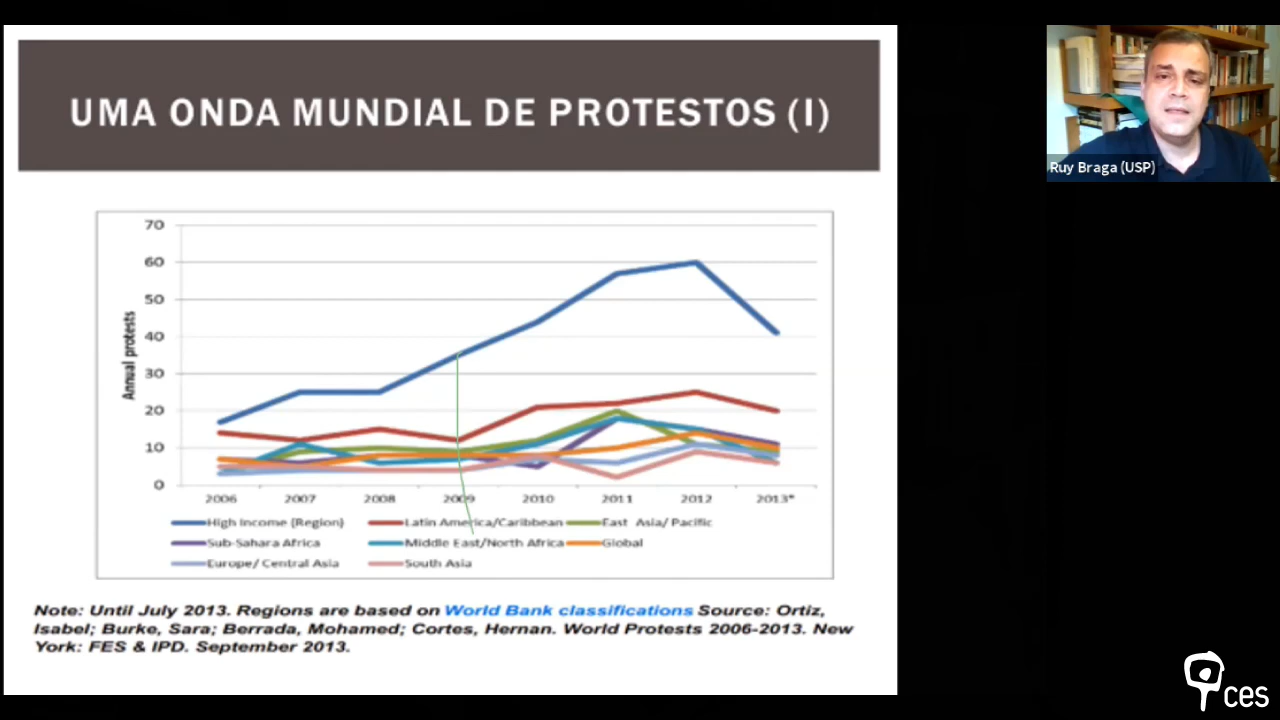 UMA ONDA MUNDIAL DE PROTESTOS (I)
Ruy Braga (USP)
70
60
50
40
30
20
10
0
Annual protests
2006 2007 2008 2009 2010 2011 2012 2013*
High Income (Region) Latin America/Caribbean East Asia/ Pacific
Sub-Sahara Africa Middle East/North Africa Global
Europe/ Central Asia South Asia
Note: Until July 2013. Regions are based on World Bank classifications Source: Ortiz,
Isabel; Burke, Sara; Berrada, Mohamed; Cortes, Hernan. World Protests 2006-2013. New
York: FES & IPD. September 2013.
ces